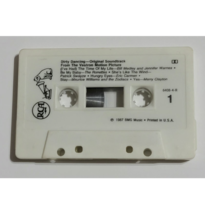 Dirty Dancing—Original Soundtrack
From The Vestron Motion Picture
(I've Had) The Time Of My Life—Bill Medley and Jennifer Warnes •
Be My Baby—The Ronettes • She's Like The Wind—
Patrick Swayze • Hungry Eyes—Eric Carmen •
Stay—Maurice Williams and the Zodiacs • Yes—Merry Clayton
1
RCA
℗ 1987 BMG Music • Printed in U.S.A.